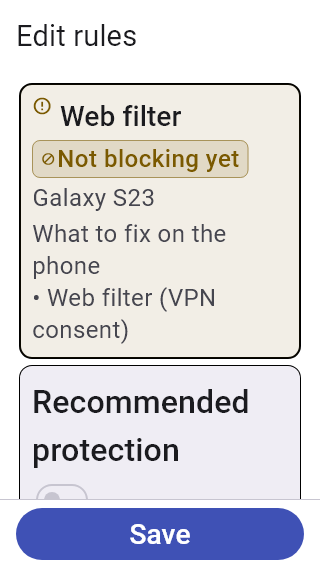 Edit rules
Web filter
Not blocking yet
Galaxy S23
What to fix on the
phone
• Web filter (VPN
consent)
Recommended
protection
Save